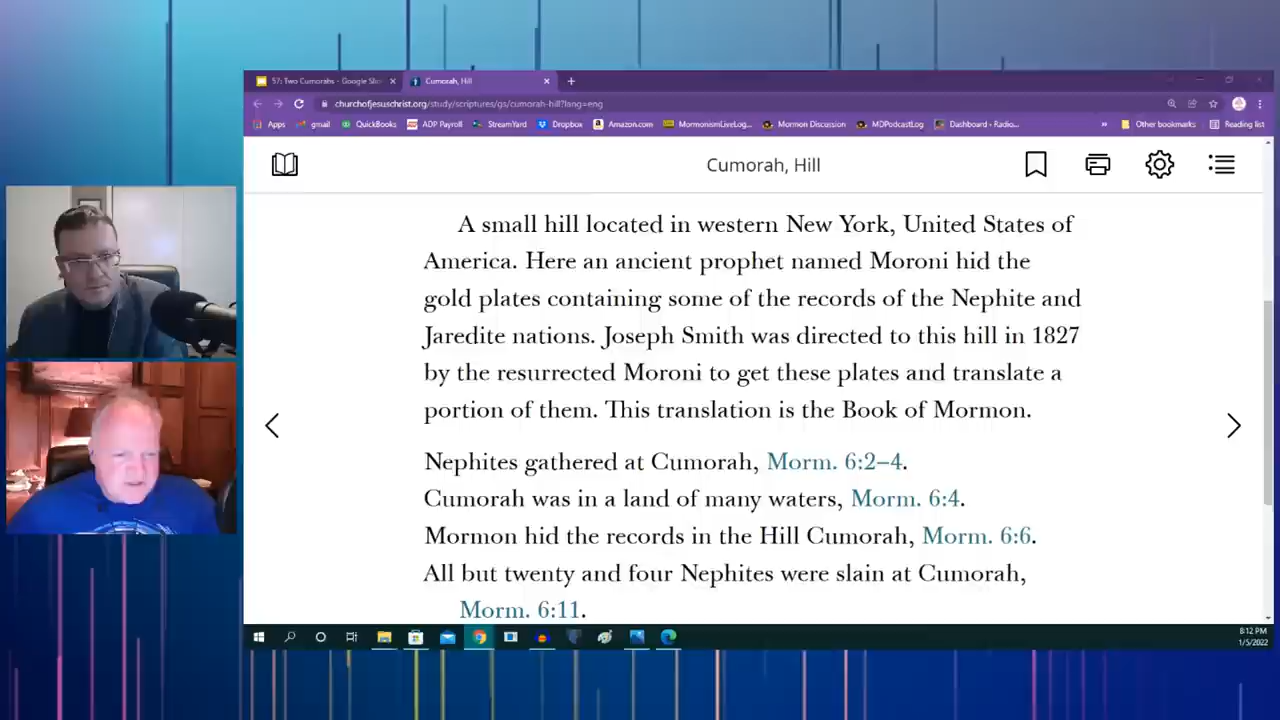 57: Two Cumorahs - Google Slid
Cumorah, Hill
churchofjesuschrist.org/study/scriptures/gs/cumorah-hill?lang=eng
Apps gmail QuickBooks ADP Payroll StreamYard Dropbox Amazon.com MormonismLiveLog... Mormon Discussion MDPodcastLog Dashboard - Radio... » Other bookmarks Reading list
Cumorah, Hill
A small hill located in western New York, United States of
America. Here an ancient prophet named Moroni hid the
gold plates containing some of the records of the Nephite and
Jaredite nations. Joseph Smith was directed to this hill in 1827
by the resurrected Moroni to get these plates and translate a
portion of them. This translation is the Book of Mormon.
Nephites gathered at Cumorah, Morm. 6:2–4.
Cumorah was in a land of many waters, Morm. 6:4.
Mormon hid the records in the Hill Cumorah, Morm. 6:6.
All but twenty and four Nephites were slain at Cumorah,
Morm. 6:11.
8:12 PM
1/5/2022